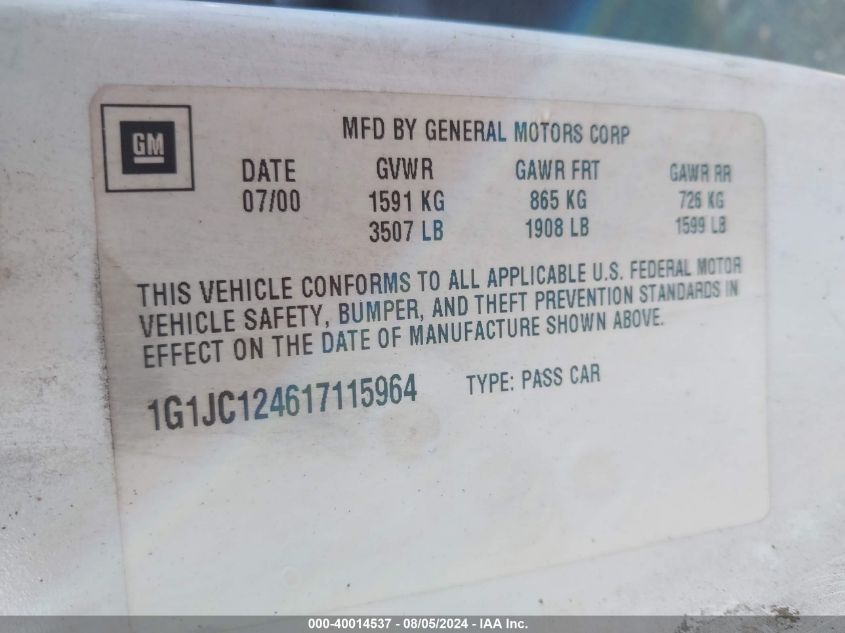 GM
MFD BY GENERAL MOTORS CORP
DATE GVWR GAWR FRT GAWR RR
07/00 1591 KG 865 KG 726 KG
3507 LB 1908 LB 1599 LB
THIS VEHICLE CONFORMS TO ALL APPLICABLE U.S. FEDERAL MOTOR
VEHICLE SAFETY, BUMPER, AND THEFT PREVENTION STANDARDS IN
EFFECT ON THE DATE OF MANUFACTURE SHOWN ABOVE.
1G1JC124617115964 TYPE: PASS CAR
000-40014537 - 08/05/2024 - IAA Inc.